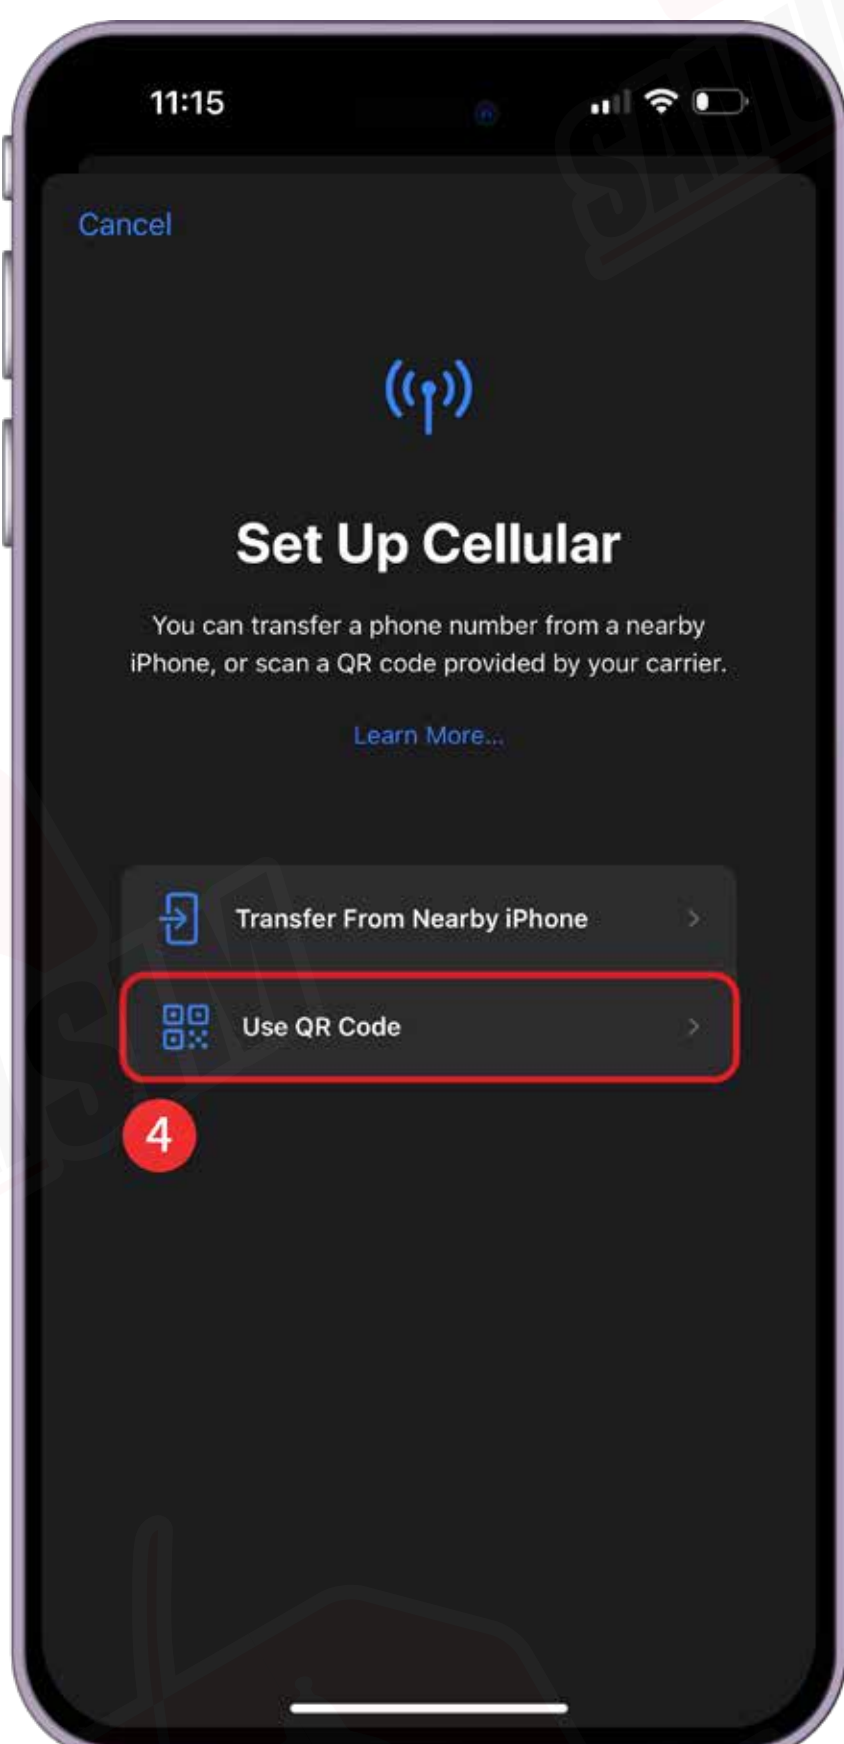 11:15
Cancel
Set Up Cellular
You can transfer a phone number from a nearby
iPhone, or scan a QR code provided by your carrier.
Learn More...
Transfer From Nearby iPhone
Use QR Code
4